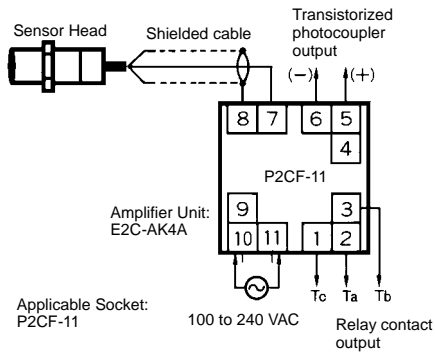 Sensor Head
Shielded cable
Transistorized
photocoupler
output
(−) (+)
8 7 6 5
4
P2CF-11
Amplifier Unit:
E2C-AK4A
9 3
10 11 1 2
Tc Ta Tb
Applicable Socket:
P2CF-11
100 to 240 VAC
Relay contact
output